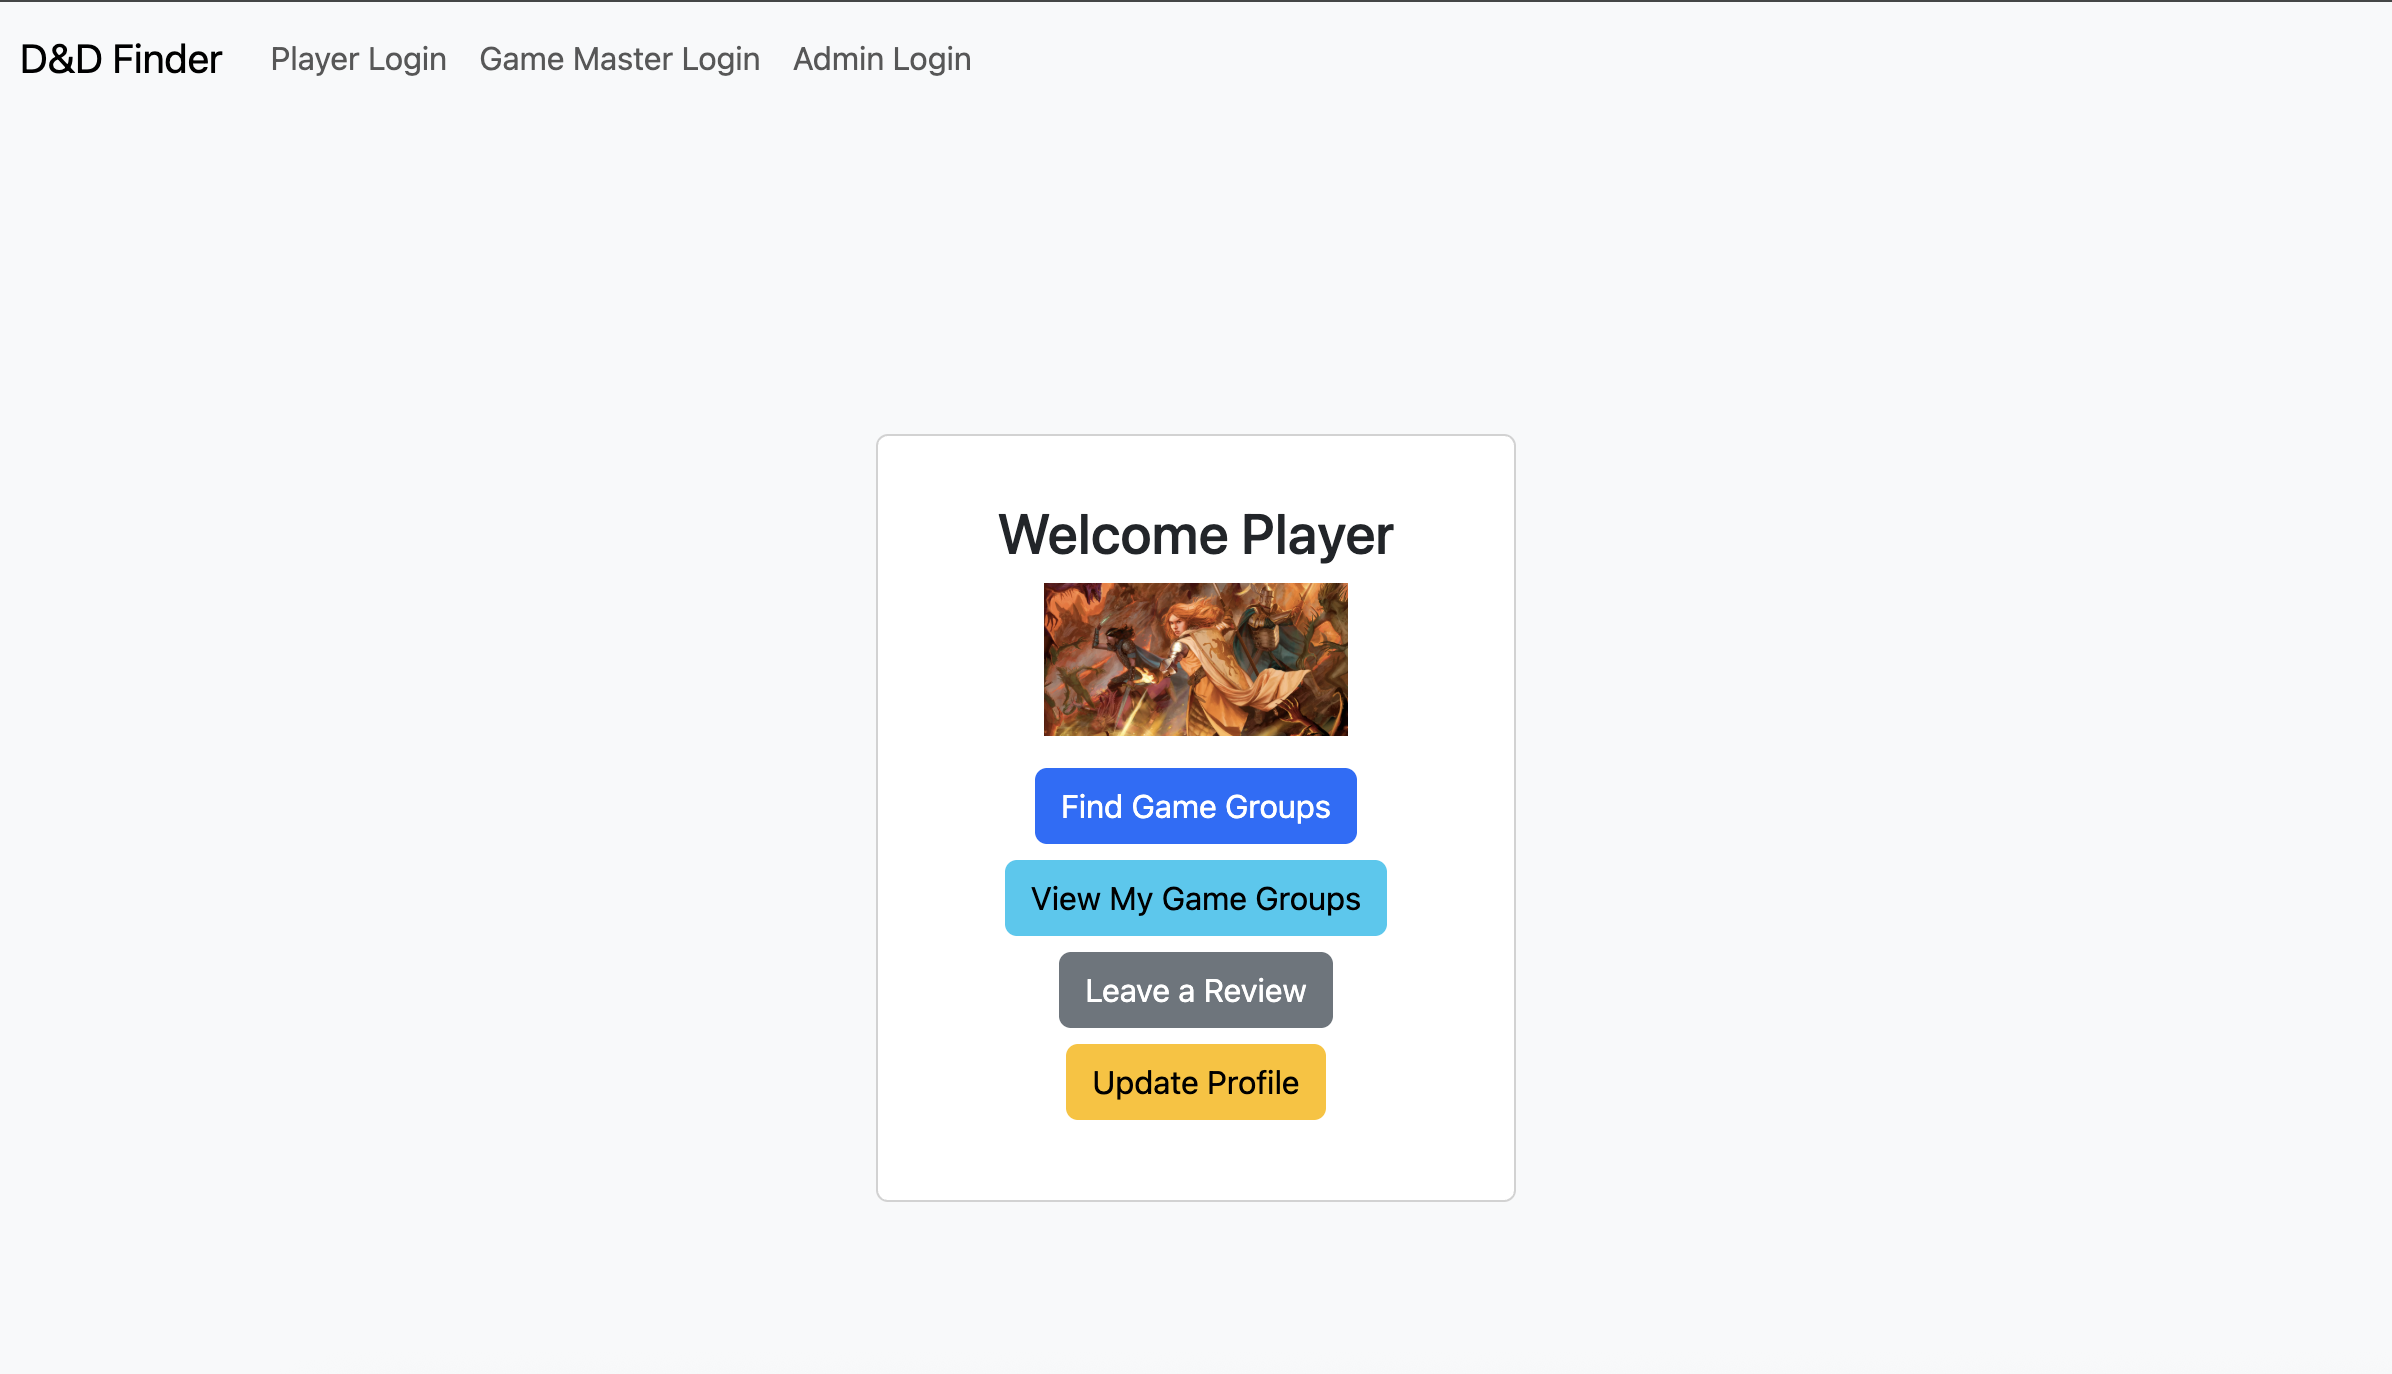 D&D Finder Player Login Game Master Login Admin Login
Welcome Player
Find Game Groups
View My Game Groups
Leave a Review
Update Profile